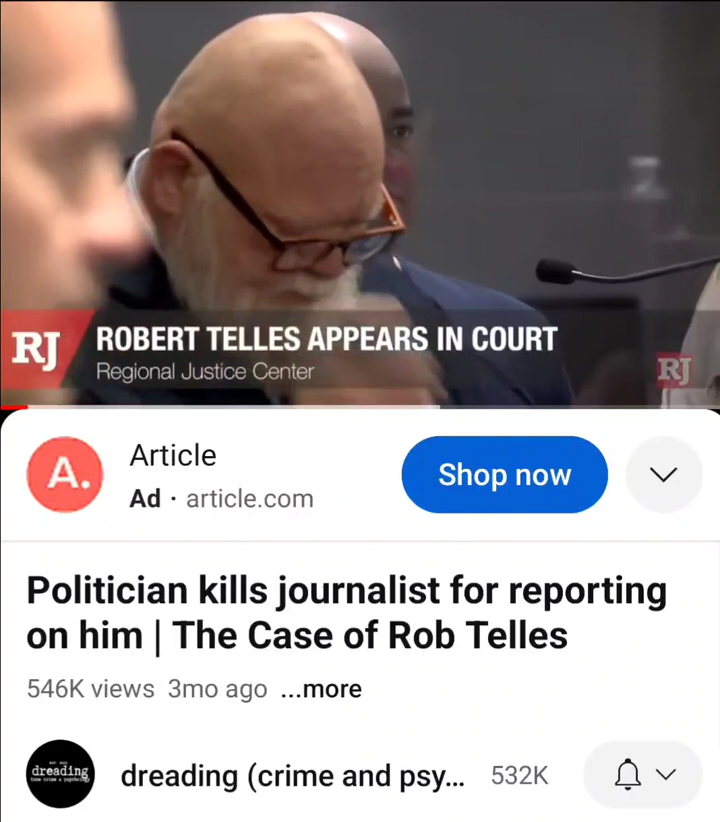 RJ
ROBERT TELLES APPEARS IN COURT
Regional Justice Center
RJ
A.
Article
Ad · article.com
Shop now
Politician kills journalist for reporting
on him | The Case of Rob Telles
546K views 3mo ago ...more
dreading
dreading (crime and psy... 532K